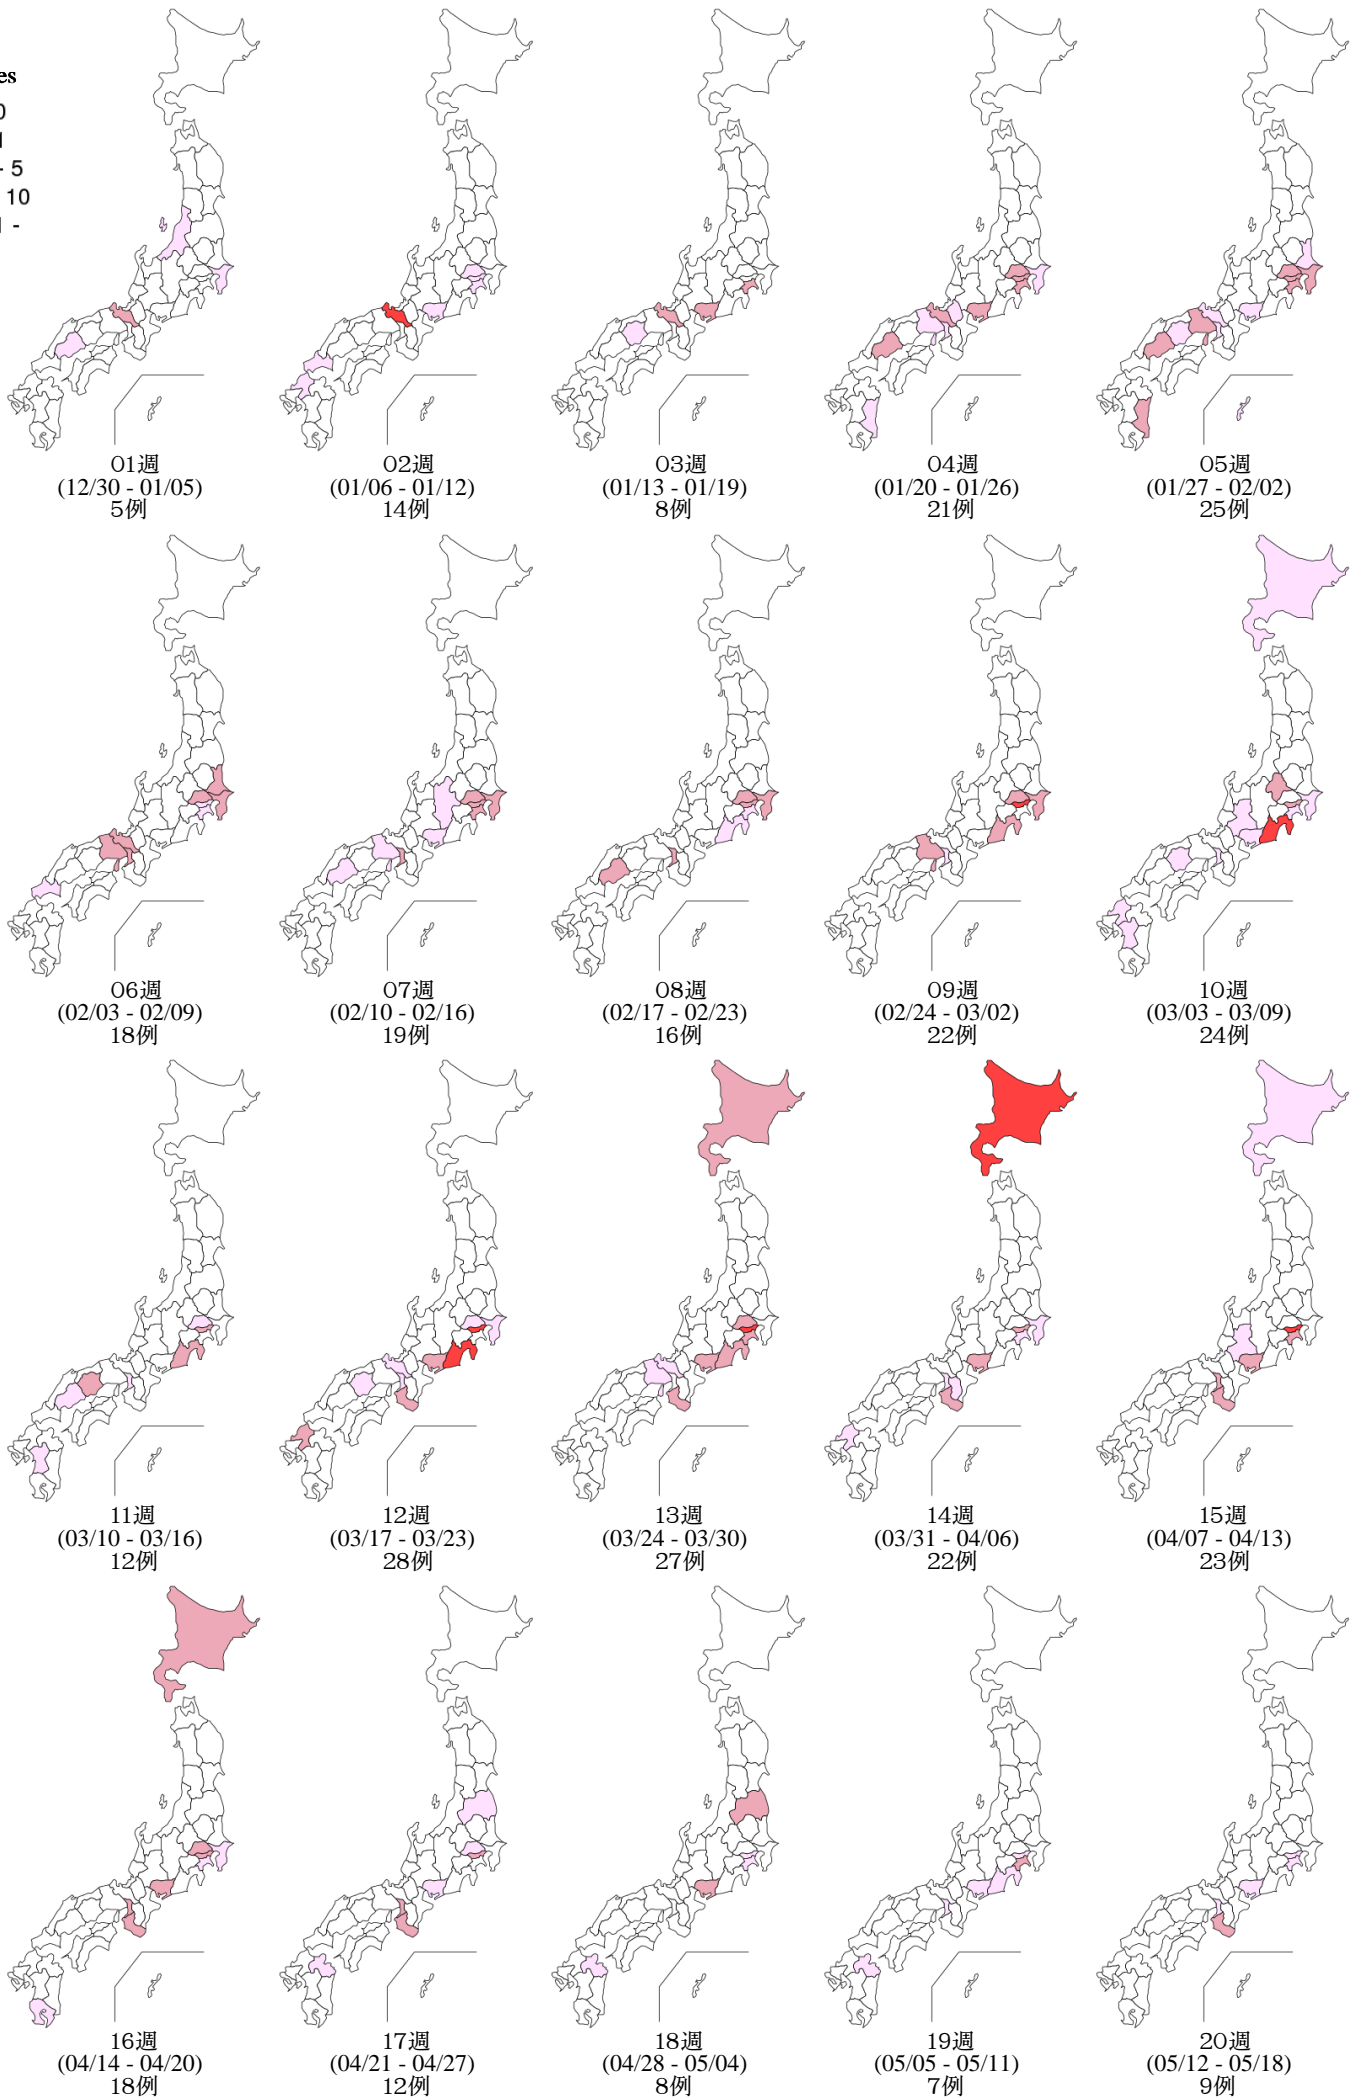 es
0
1
- 5
10
1 -
01週
(12/30 - 01/05)
5例
02週
(01/06 - 01/12)
14例
03週
(01/13 - 01/19)
8例
04週
(01/20 - 01/26)
21例
05週
(01/27 - 02/02)
25例
06週
(02/03 - 02/09)
18例
07週
(02/10 - 02/16)
19例
08週
(02/17 - 02/23)
16例
09週
(02/24 - 03/02)
22例
10週
(03/03 - 03/09)
24例
11週
(03/10 - 03/16)
12例
12週
(03/17 - 03/23)
28例
13週
(03/24 - 03/30)
27例
14週
(03/31 - 04/06)
22例
15週
(04/07 - 04/13)
23例
16週
(04/14 - 04/20)
18例
17週
(04/21 - 04/27)
12例
18週
(04/28 - 05/04)
8例
19週
(05/05 - 05/11)
7例
20週
(05/12 - 05/18)
9例